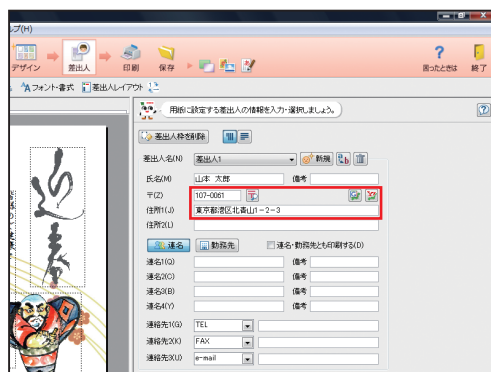 ルプ(H)
デザイン
差出人
印刷
保存
困ったときは
終了
フォント・書式
差出人レイアウト
用紙に設定する差出人の情報を入力・選択しましょう。
差出人枠を削除
差出人名(N) 差出人1 新規
氏名(M) 山本 太郎 備考
〒(Z) 107-0061 〒
住所1(J) 東京都港区北青山1-2-3
住所2(L)
連名 勤務先 連名・勤務先とも印刷する(D)
連名1(Q) 備考
連名2(C) 備考
連名3(B) 備考
連名4(Y) 備考
連絡先1(G) TEL
連絡先2(K) FAX
連絡先3(U) e-mail
迎春